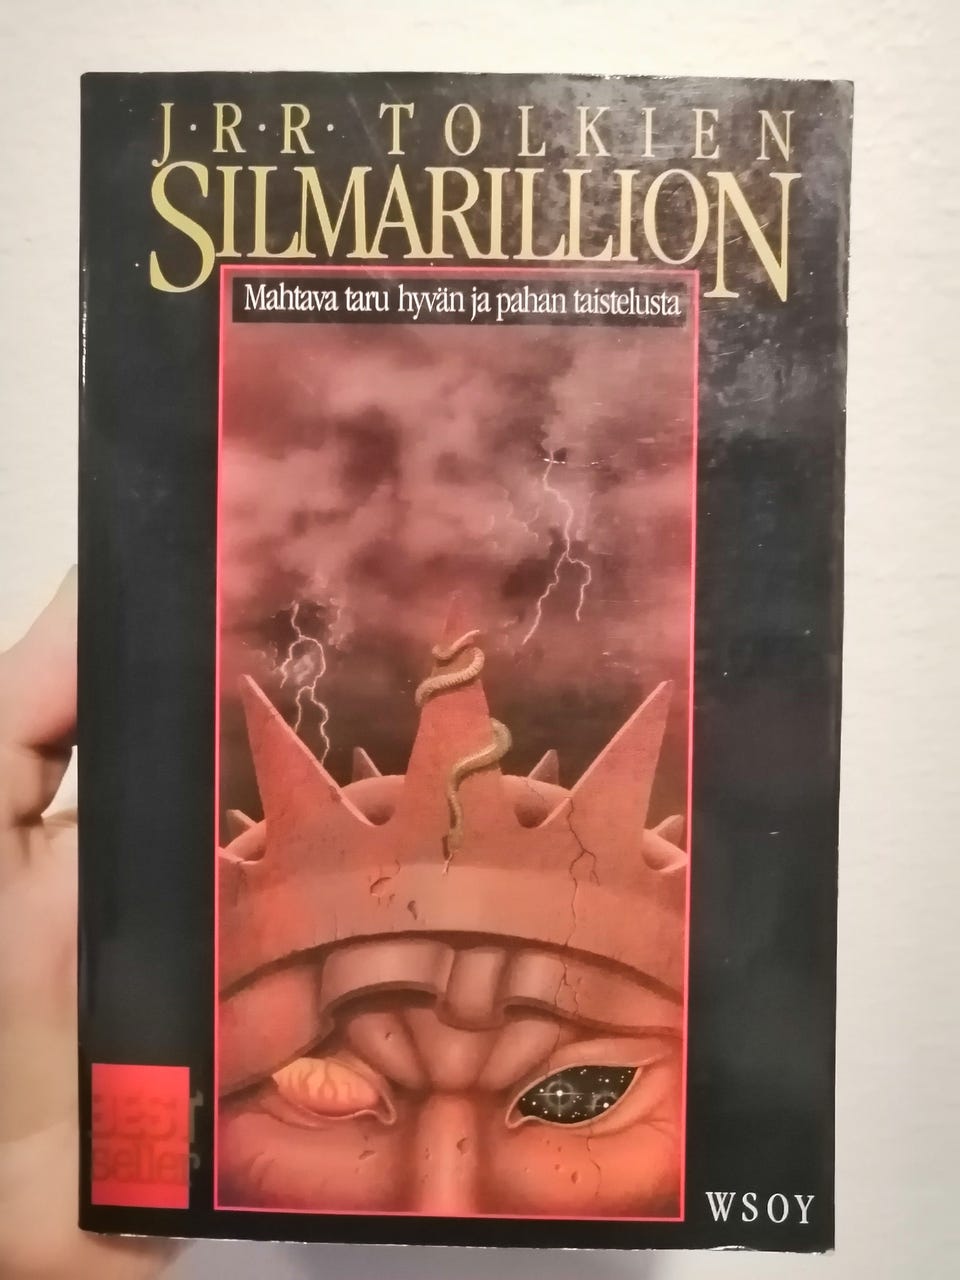 J·R·R· TOLKIEN
SILMARILLION
Mahtava taru hyvän ja pahan taistelusta
BEST
seller
WSOY